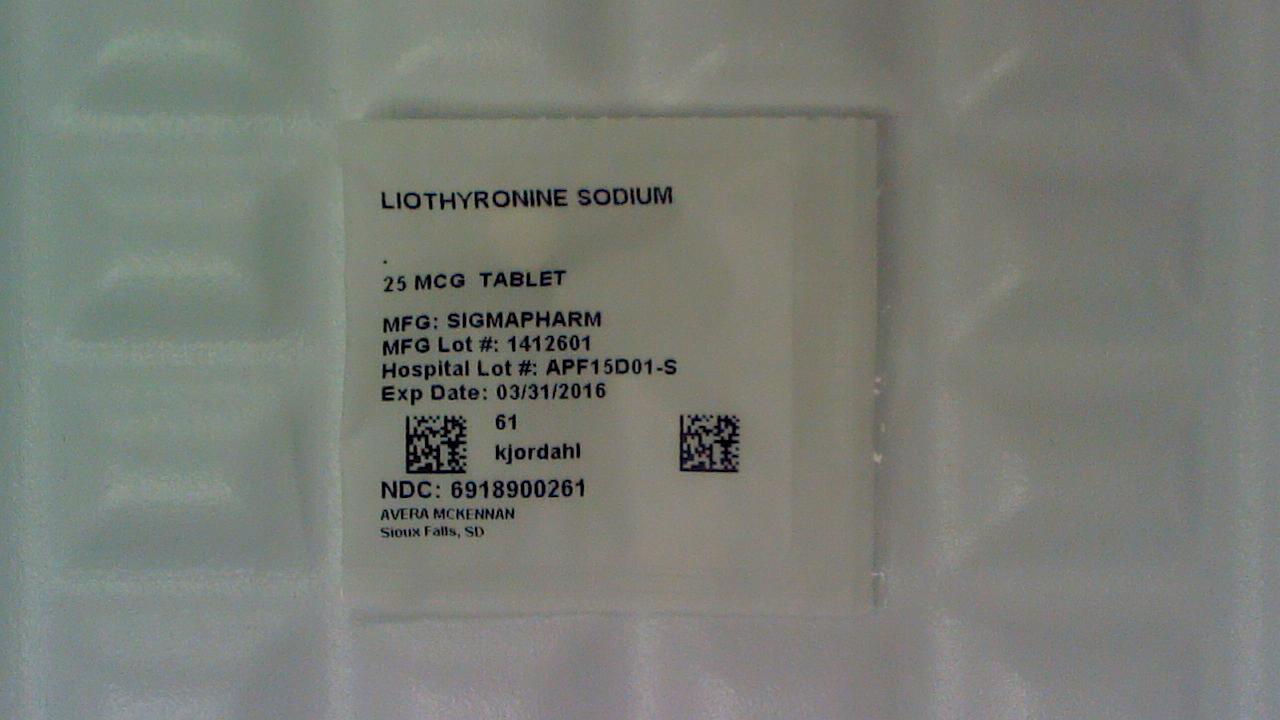 LIOTHYRONINE SODIUM
.
25 MCG TABLET
MFG: SIGMAPHARM
MFG Lot #: 1412601
Hospital Lot #: APF15D01-S
Exp Date: 03/31/2016
61
kjordahl
NDC: 6918900261
AVERA MCKENNAN
Sioux Falls, SD